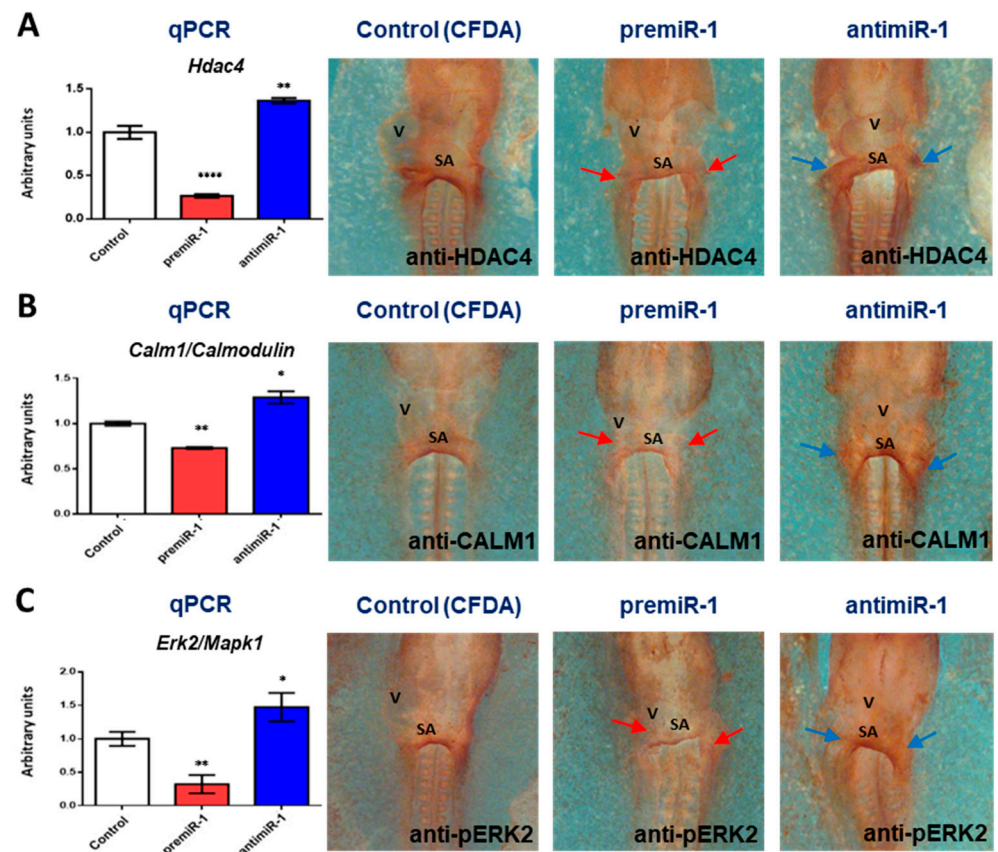 A
qPCR
Control (CFDA)
premiR-1
antimiR-1
Hdac4
Arbitrary units
1.5
1.0
0.5
0.0
**
****
Control
premiR-1
antimiR-1
V
SA
anti-HDAC4
V
SA
anti-HDAC4
V
SA
anti-HDAC4
B
qPCR
Control (CFDA)
premiR-1
antimiR-1
Calm1/Calmodulin
Arbitrary units
1.5
1.0
0.5
0.0
**
*
Control
premiR-1
antimiR-1
V
SA
anti-CALM1
V
SA
anti-CALM1
V
SA
anti-CALM1
C
qPCR
Control (CFDA)
premiR-1
antimiR-1
Erk2/Mapk1
Arbitrary units
2.0
1.5
1.0
0.5
0.0
**
*
Control
premiR-1
antimiR-1
V
SA
anti-pERK2
V
SA
anti-pERK2
V
SA
anti-pERK2